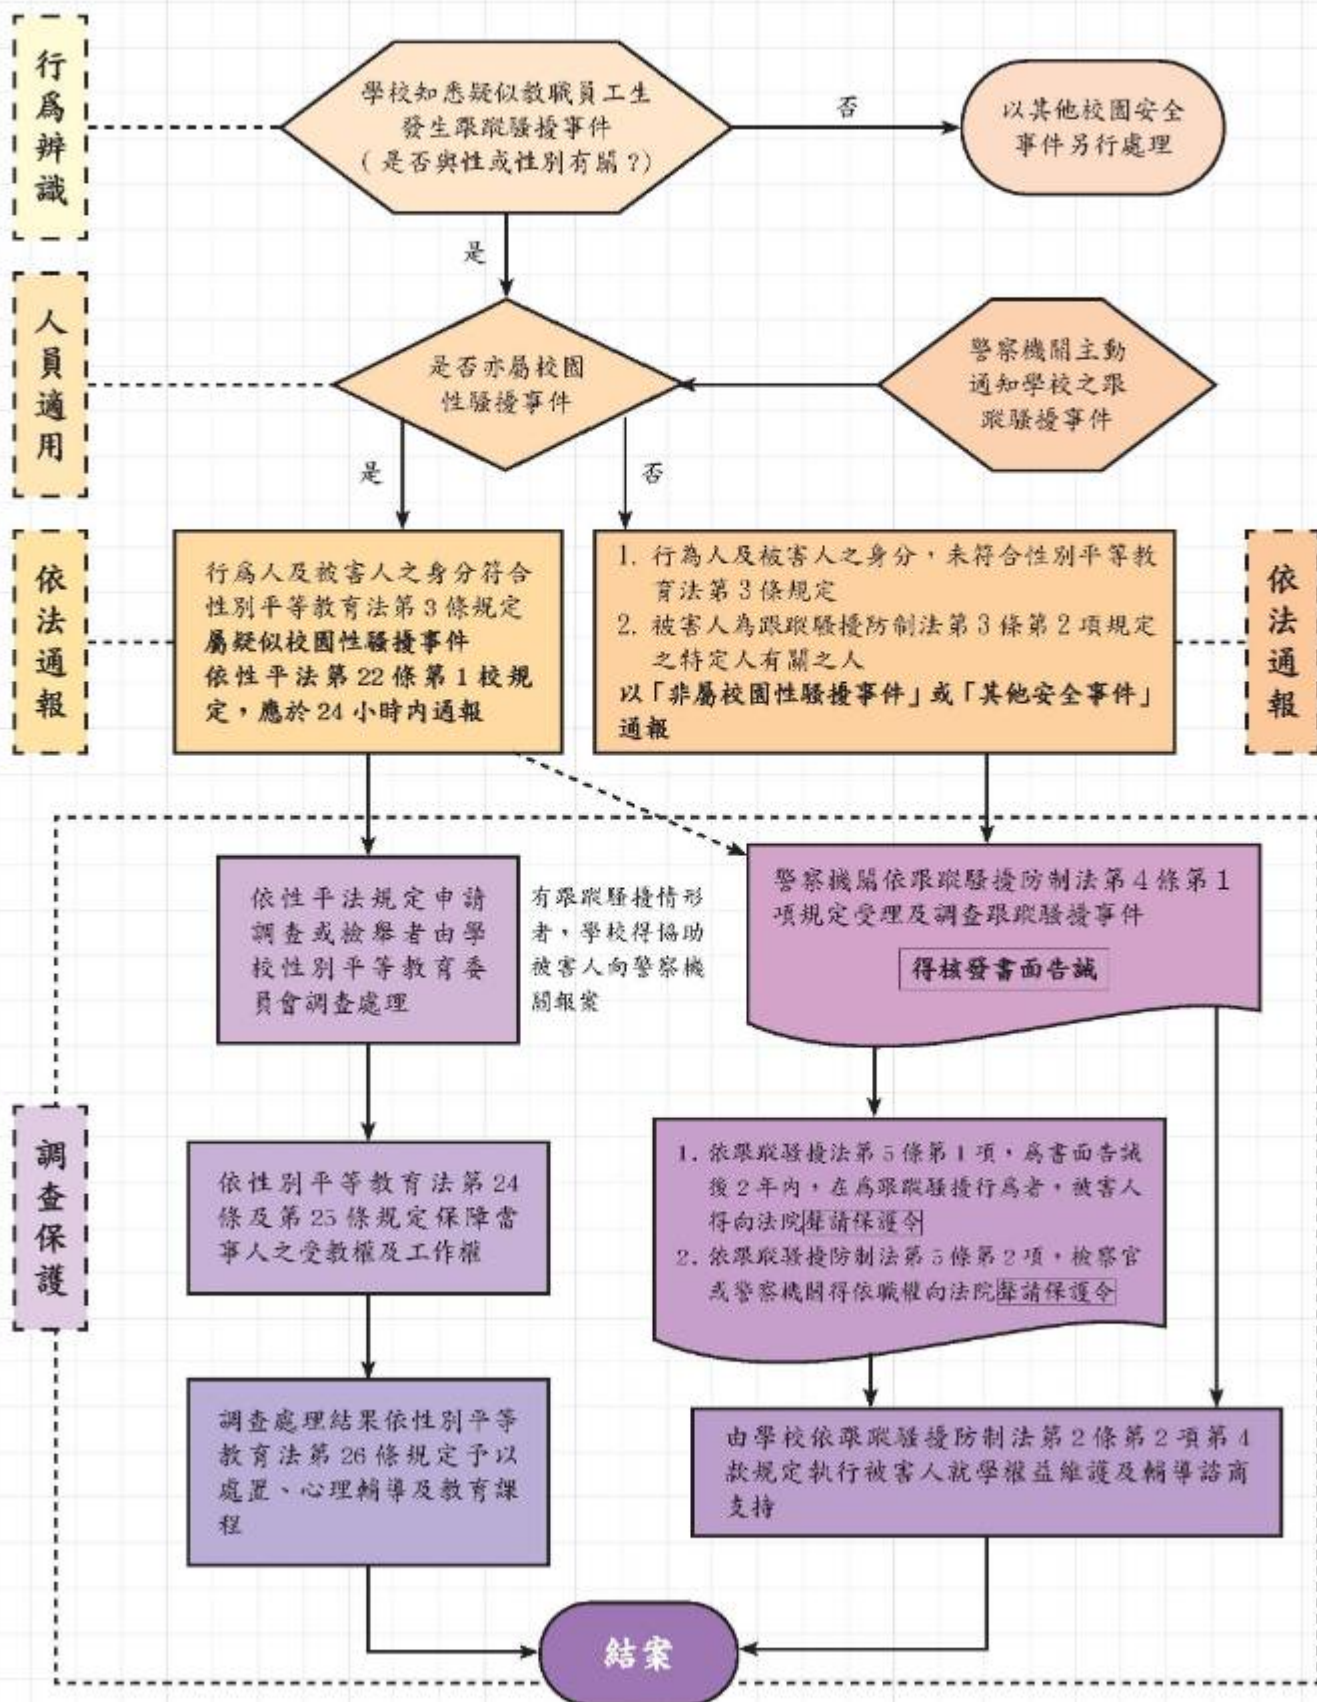 行為辨識
學校知悉疑似教職員工生
發生跟蹤騷擾事件
(是否與性或性別有關?)
否
以其他校園安全
事件另行處理
是
人員適用
是否亦屬校園
性騷擾事件
警察機關主動
通知學校之跟
蹤騷擾事件
是
否
依法通報
行為人及被害人之身分符合
性別平等教育法第3條規定
屬疑似校園性騷擾事件
依性平法第22條第1校規
定,應於24小時內通報
1. 行為人及被害人之身分,未符合性別平等教
育法第3條規定
2. 被害人為跟蹤騷擾防制法第3條第2項規定
之特定人有關之人
以「非屬校園性騷擾事件」或「其他安全事件」
通報
依法通報
調查保護
依性平法規定申請
調查或檢舉者由學
校性別平等教育委
員會調查處理
有跟蹤騷擾情形
者,學校得協助
被害人向警察機
關報案
警察機關依跟蹤騷擾防制法第4條第1
項規定受理及調查跟蹤騷擾事件
得核發書面告誡
依性別平等教育法第24
條及第25條規定保障當
事人之受教權及工作權
1. 依跟蹤騷擾法第5條第1項,為書面告誡
後2年內,在為跟蹤騷擾行為者,被害人
得向法院聲請保護令
2. 依跟蹤騷擾防制法第5條第2項,檢察官
或警察機關得依職權向法院聲請保護令
調查處理結果依性別平等
教育法第26條規定予以
處置、心理輔導及教育課
程
由學校依跟蹤騷擾防制法第2條第2項第4
款規定執行被害人就學權益維護及輔導諮商
支持
結案